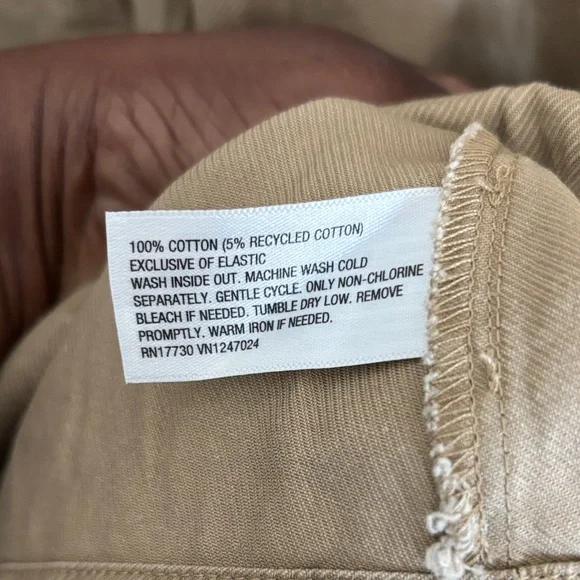 100% COTTON (5% RECYCLED COTTON)
EXCLUSIVE OF ELASTIC
WASH INSIDE OUT. MACHINE WASH COLD
SEPARATELY. GENTLE CYCLE. ONLY NON-CHLORINE
BLEACH IF NEEDED. TUMBLE DRY LOW. REMOVE
PROMPTLY. WARM IRON IF NEEDED.
RN17730 VN1247024